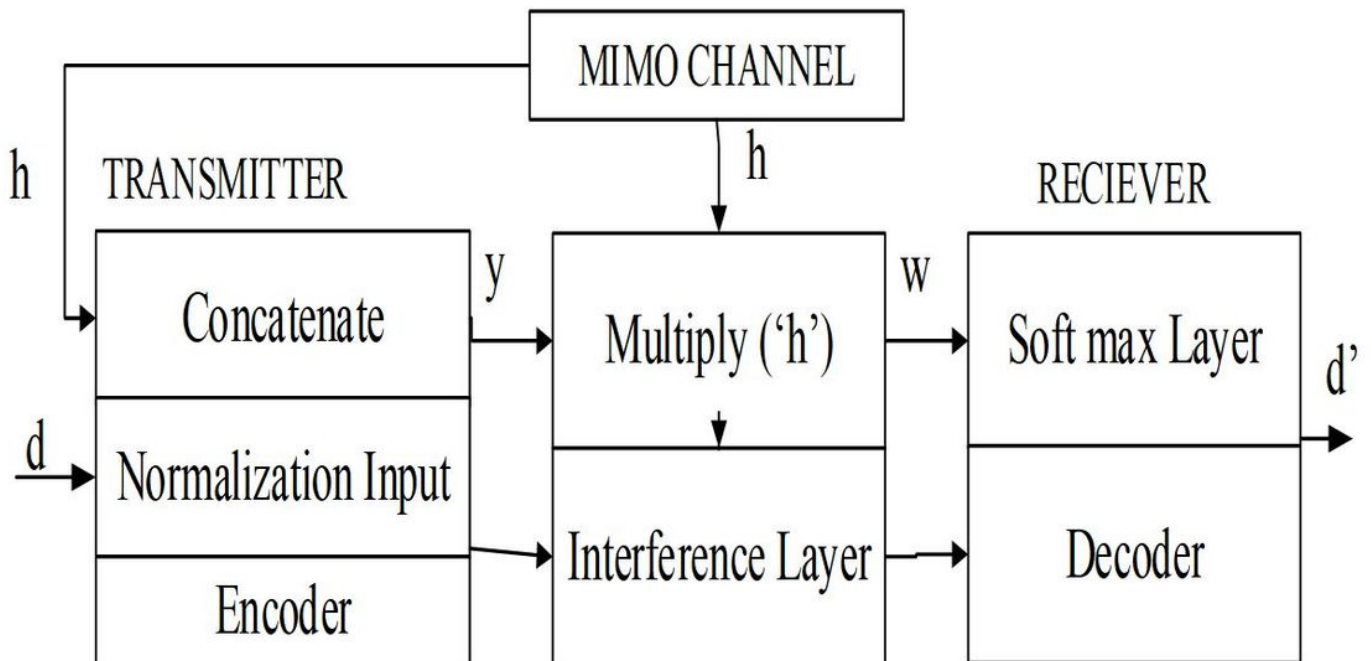 MIMO CHANNEL
h
h
TRANSMITTER
RECIEVER
y
w
Concatenate
Multiply (‘h’)
Soft max Layer
d’
d
Normalization Input
Interference Layer
Decoder
Encoder